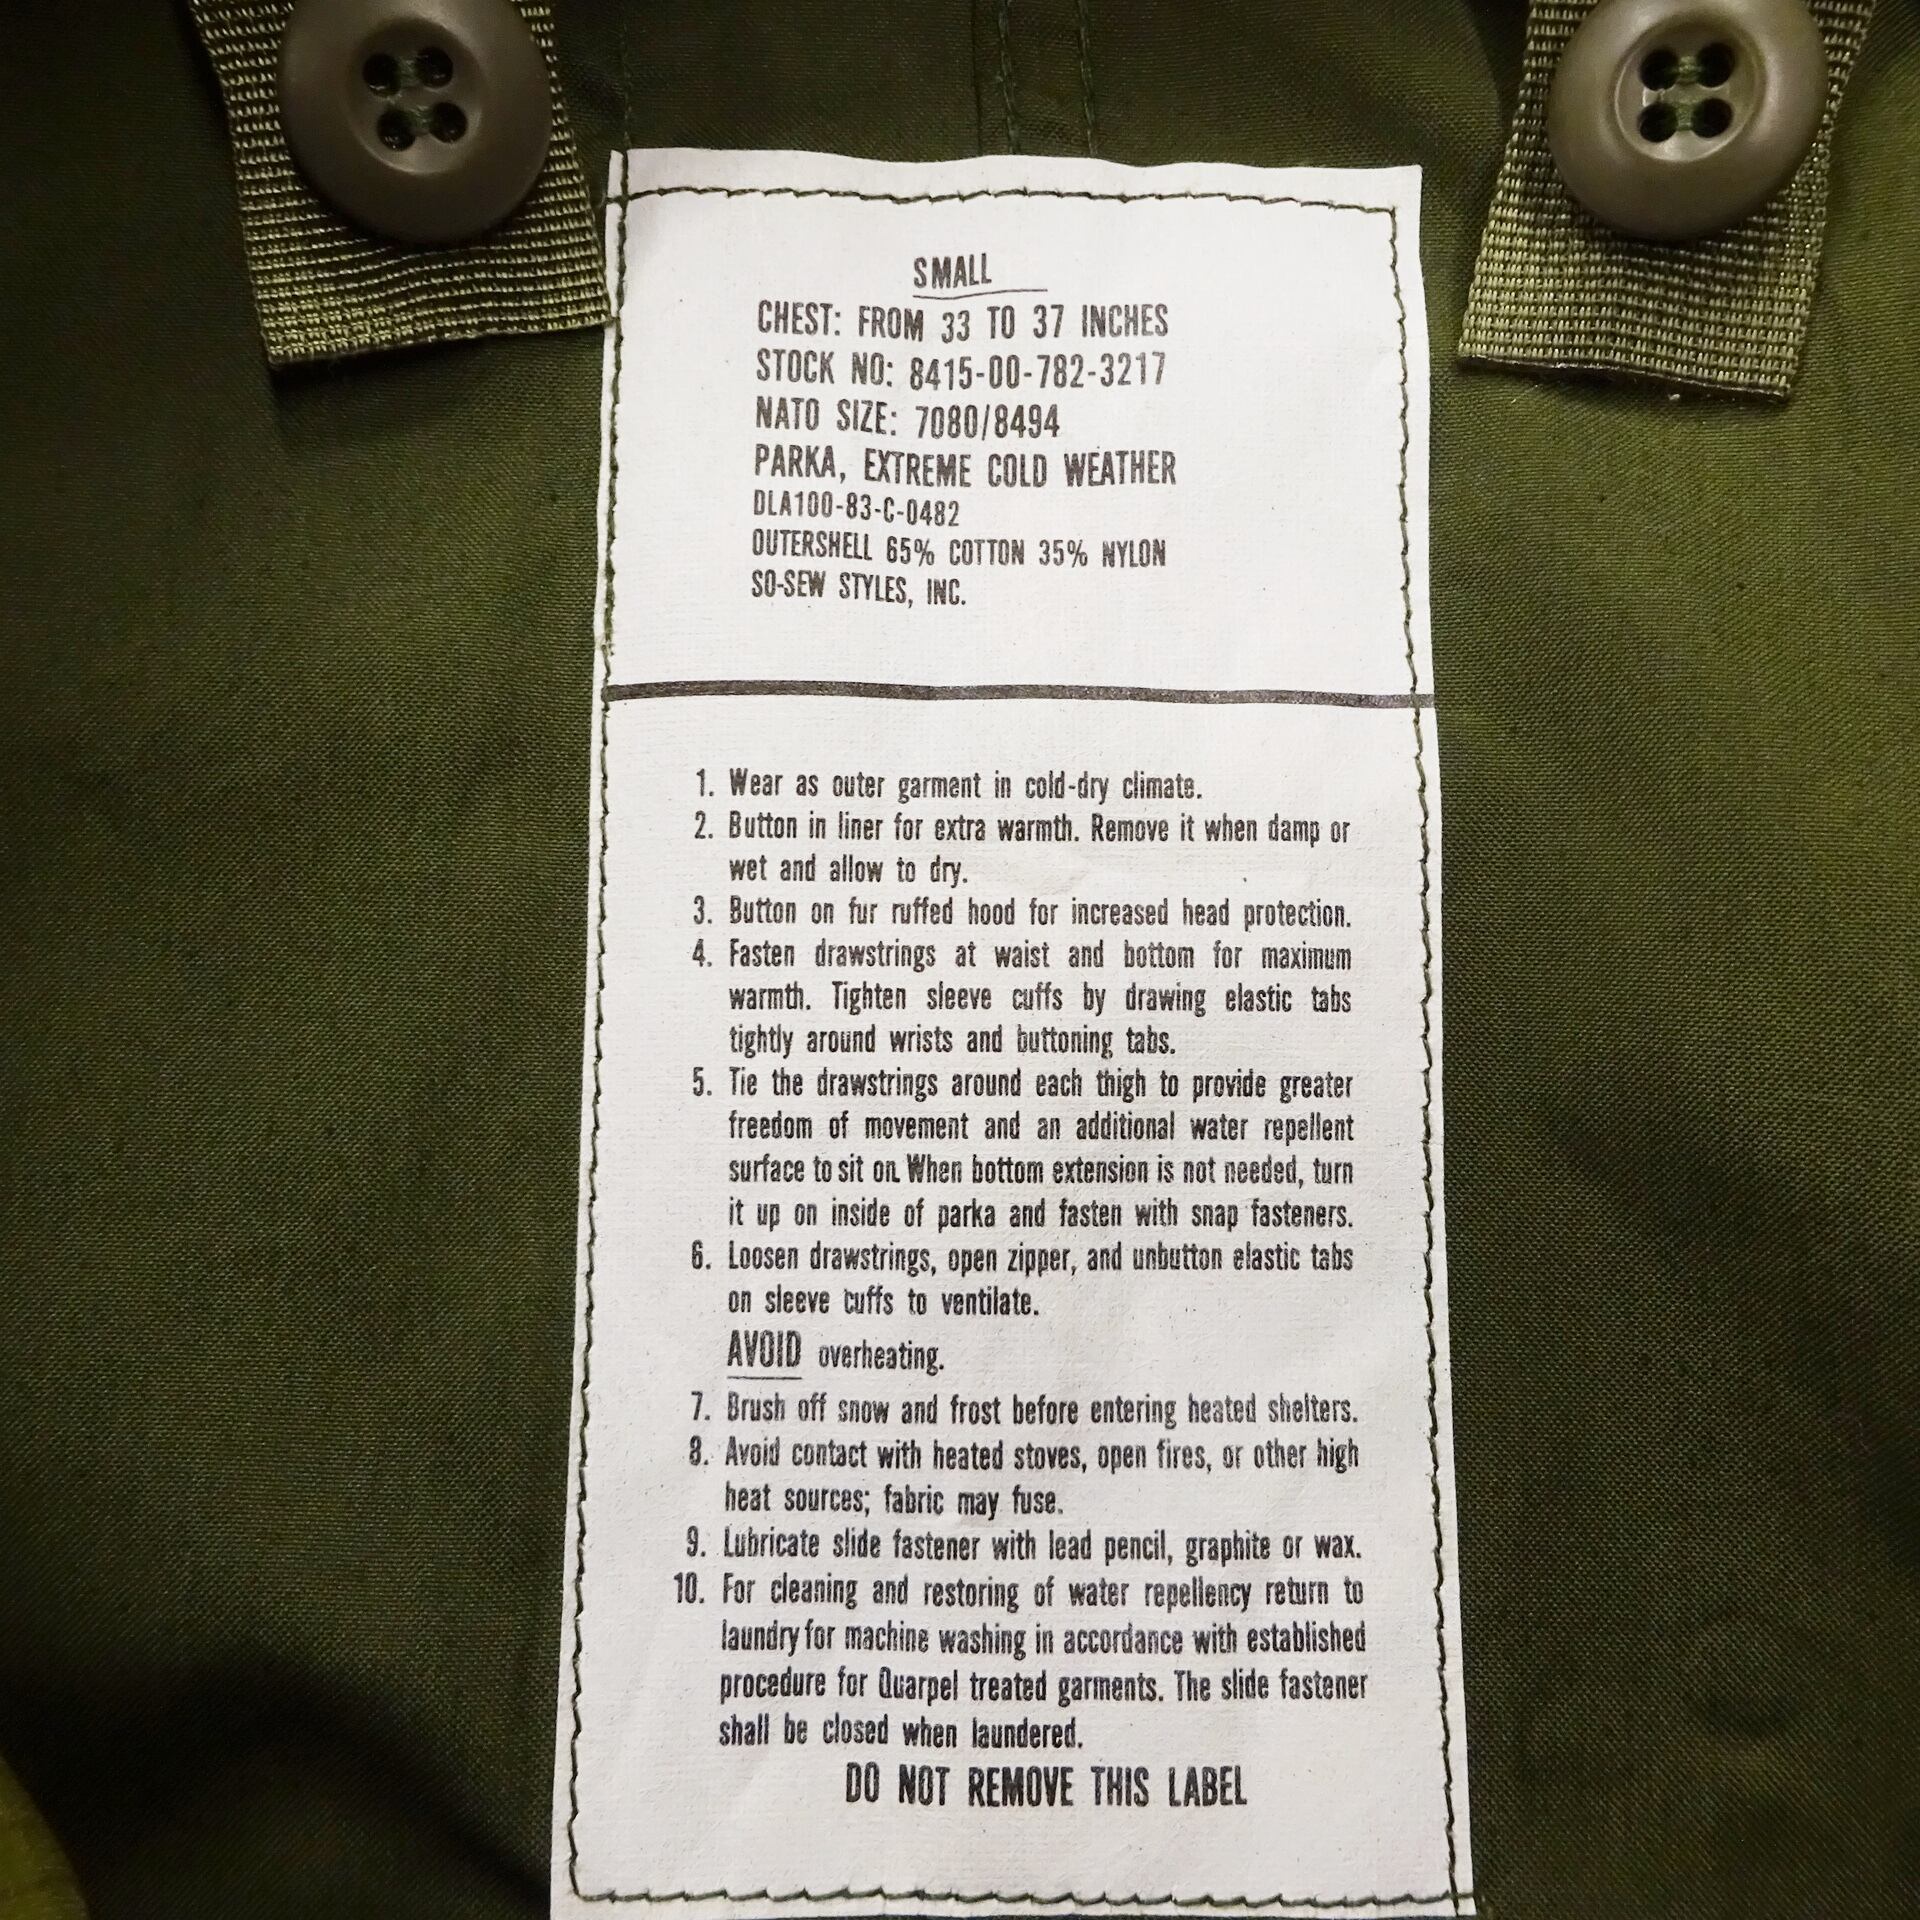 SMALL
CHEST: FROM 33 TO 37 INCHES
STOCK NO: 8415-00-782-3217
NATO SIZE: 7080/8494
PARKA, EXTREME COLD WEATHER
DLA100-83-C-0482
OUTERSHELL 65% COTTON 35% NYLON
SO-SEW STYLES, INC.
1. Wear as outer garment in cold-dry climate.
2. Button in liner for extra warmth. Remove it when damp or
wet and allow to dry.
3. Button on fur ruffed hood for increased head protection.
4. Fasten drawstrings at waist and bottom for maximum
warmth. Tighten sleeve cuffs by drawing elastic tabs
tightly around wrists and buttoning tabs.
5. Tie the drawstrings around each thigh to provide greater
freedom of movement and an additional water repellent
surface to sit on. When bottom extension is not needed, turn
it up on inside of parka and fasten with snap fasteners.
6. Loosen drawstrings, open zipper, and unbutton elastic tabs
on sleeve cuffs to ventilate.
AVOID overheating.
7. Brush off snow and frost before entering heated shelters.
8. Avoid contact with heated stoves, open fires, or other high
heat sources; fabric may fuse.
9. Lubricate slide fastener with lead pencil, graphite or wax.
10. For cleaning and restoring of water repellency return to
laundry for machine washing in accordance with established
procedure for Quarpel treated garments. The slide fastener
shall be closed when laundered.
DO NOT REMOVE THIS LABEL